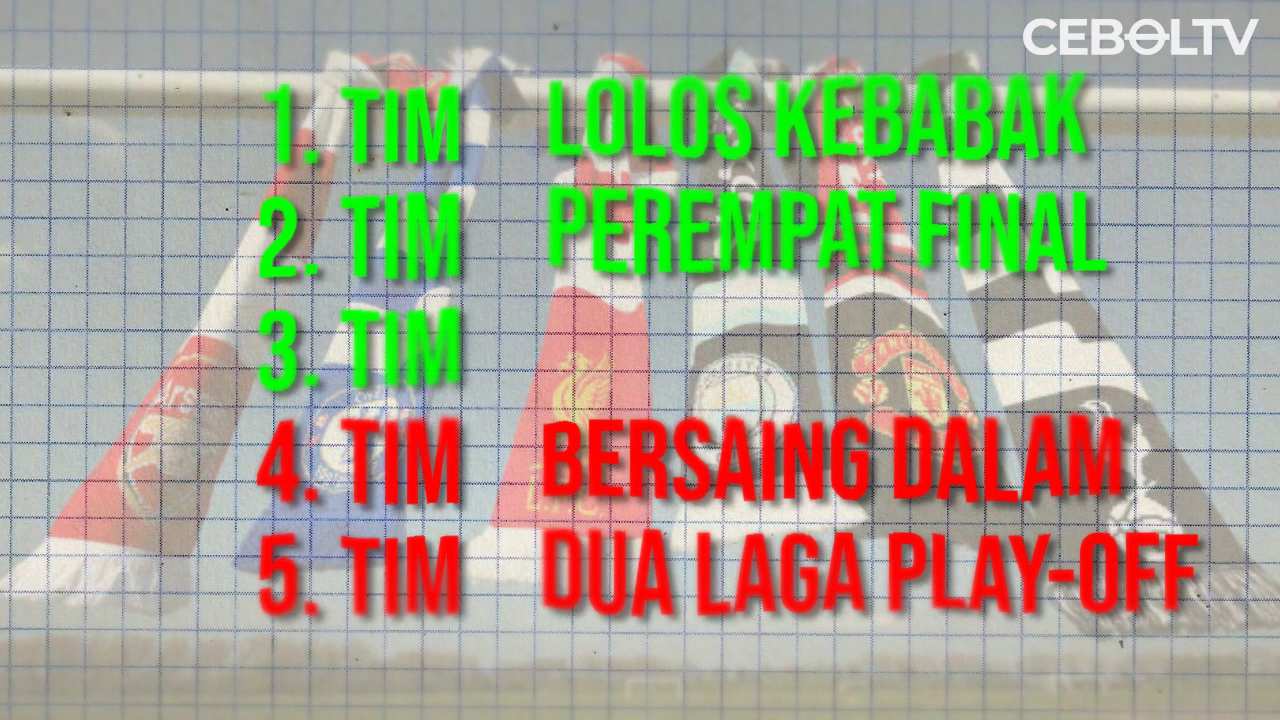 CEBOLTV
1. TIM LOLOS KEBABAK
2. TIM PEREMPAT FINAL
3. TIM
4. TIM BERSAING DALAM
5. TIM DUA LAGA PLAY-OFF